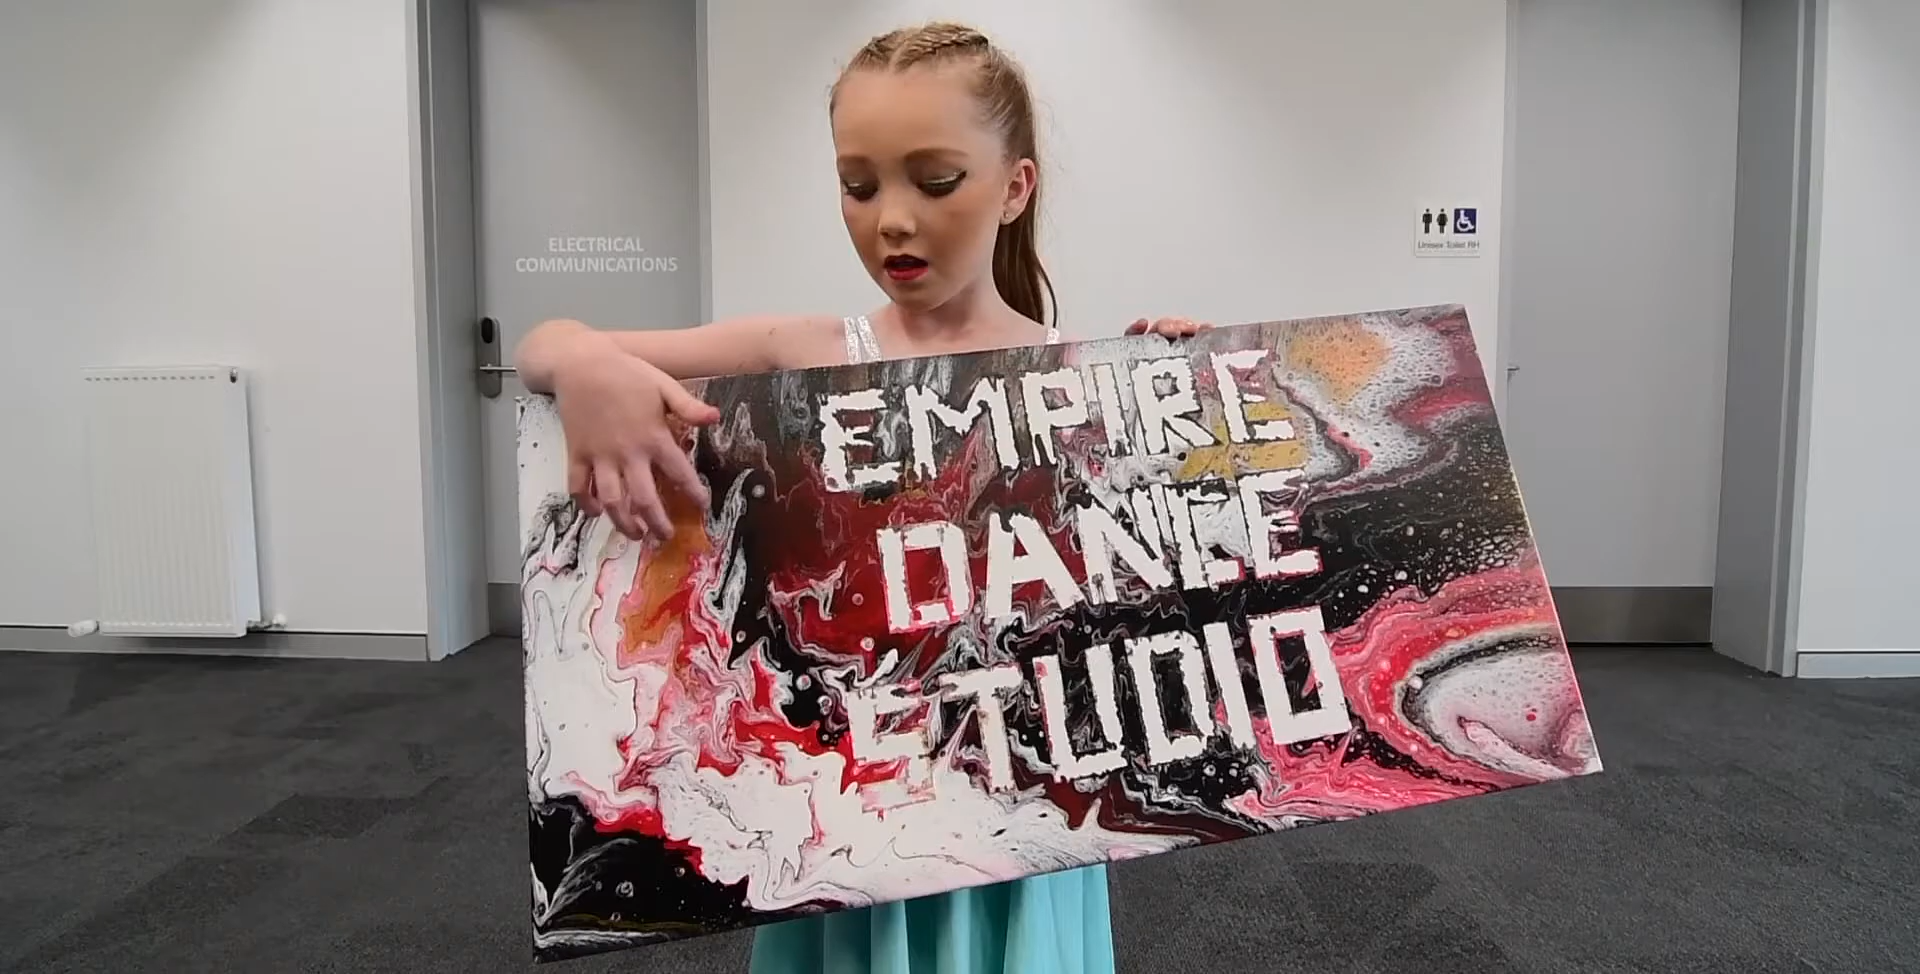 ELECTRICAL
COMMUNICATIONS
Unisex Toilet RH
EMPIRE
DANCE
STUDIO